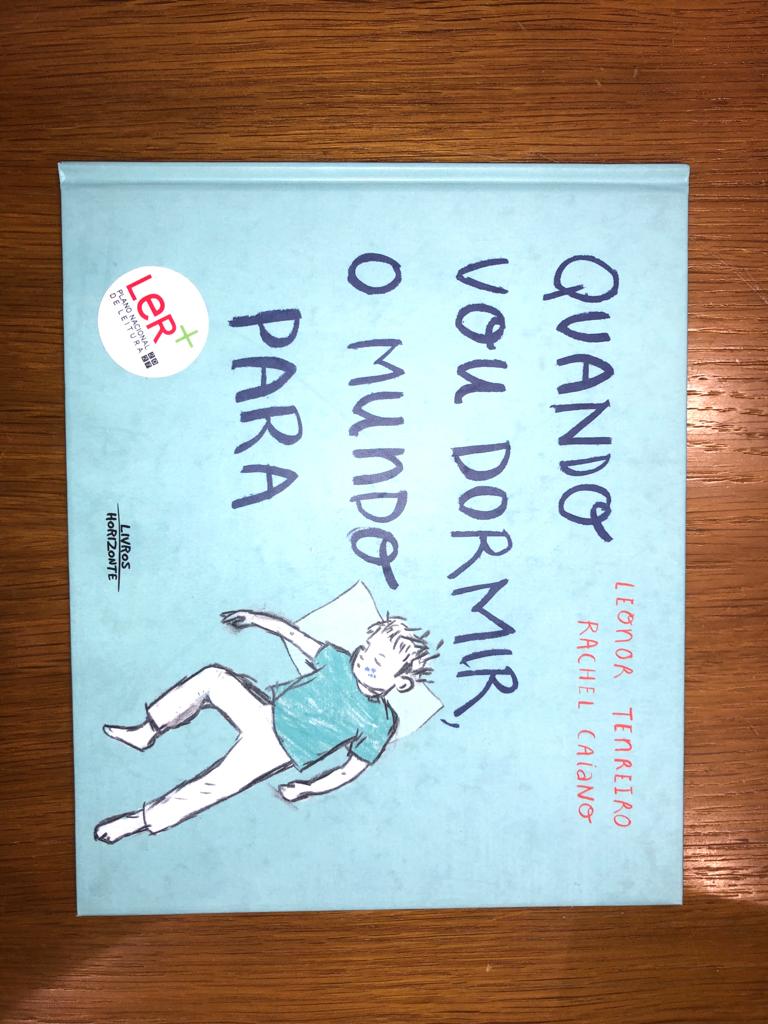 LEONOR TENREIRO
RACHEL CAIANO
QUANDO
VOU DORMIR,
O MUNDO
PARA
LER+
PLANO NACIONAL
DE LEITURA
LIVROS
HORIZONTE